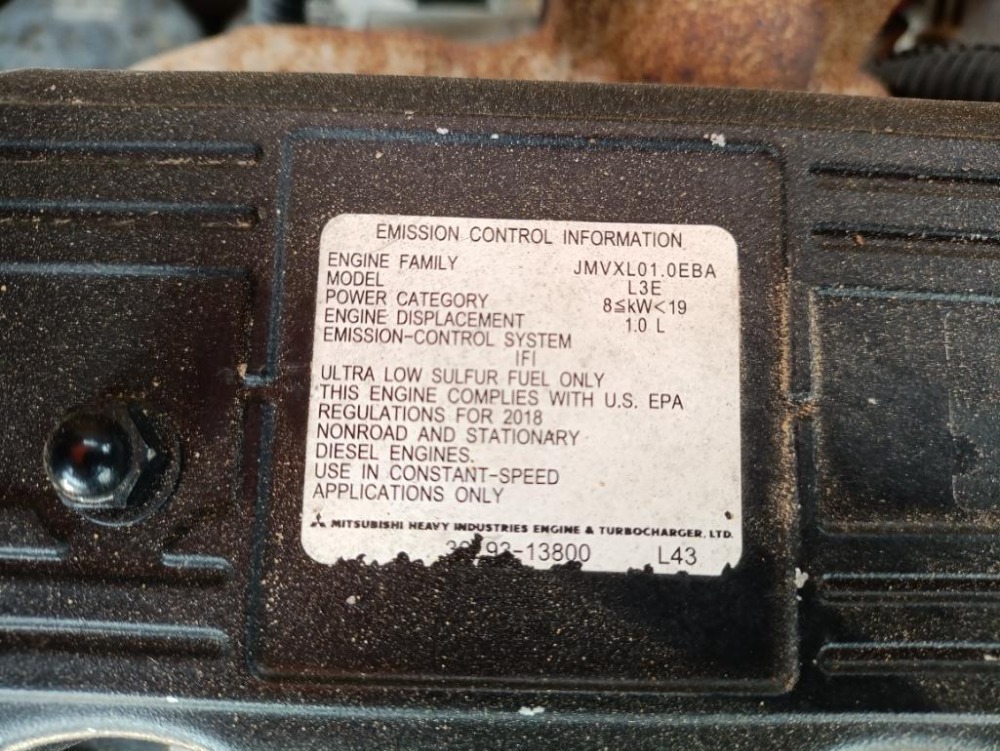 EMISSION CONTROL INFORMATION
ENGINE FAMILY JMVXL01.0EBA
MODEL L3E
POWER CATEGORY 8≦kW<19
ENGINE DISPLACEMENT 1.0 L
EMISSION-CONTROL SYSTEM
IFI
ULTRA LOW SULFUR FUEL ONLY
THIS ENGINE COMPLIES WITH U.S. EPA
REGULATIONS FOR 2018
NONROAD AND STATIONARY
DIESEL ENGINES.
USE IN CONSTANT-SPEED
APPLICATIONS ONLY
MITSUBISHI HEAVY INDUSTRIES ENGINE & TURBOCHARGER, LTD.
L43